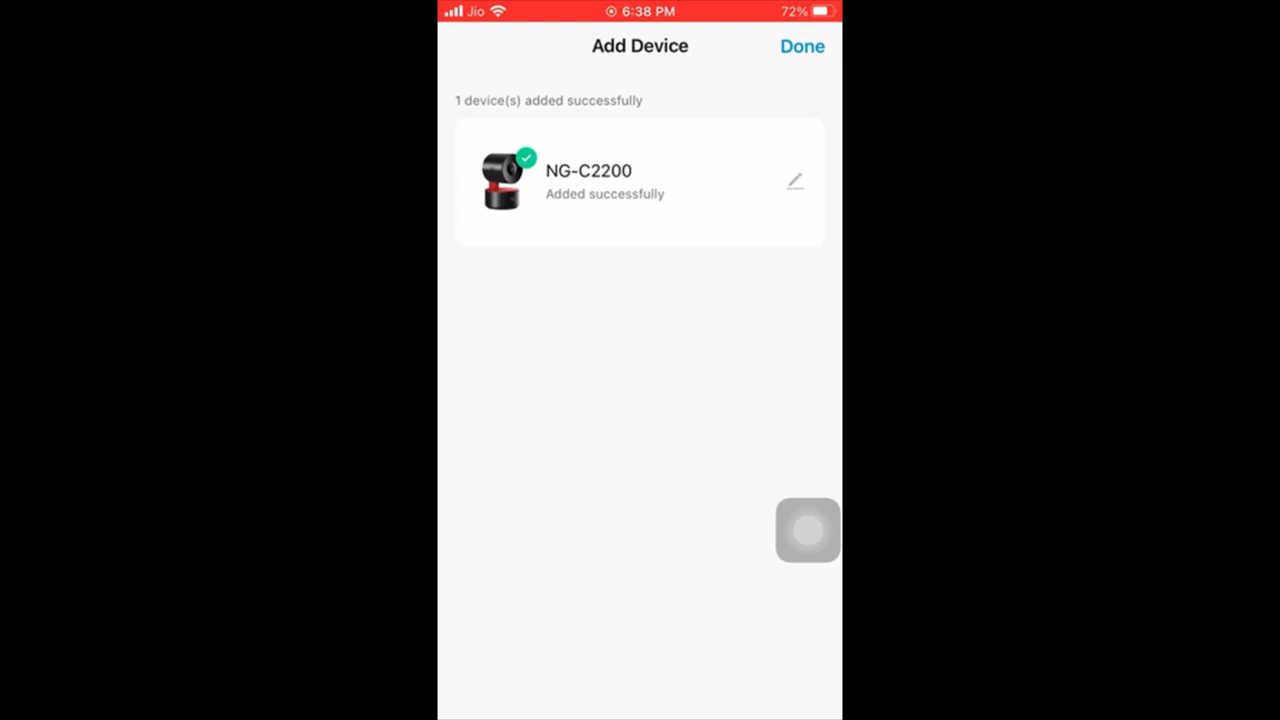 Jio 6:38 PM 72%
Add Device Done
1 device(s) added successfully
NG-C2200
Added successfully